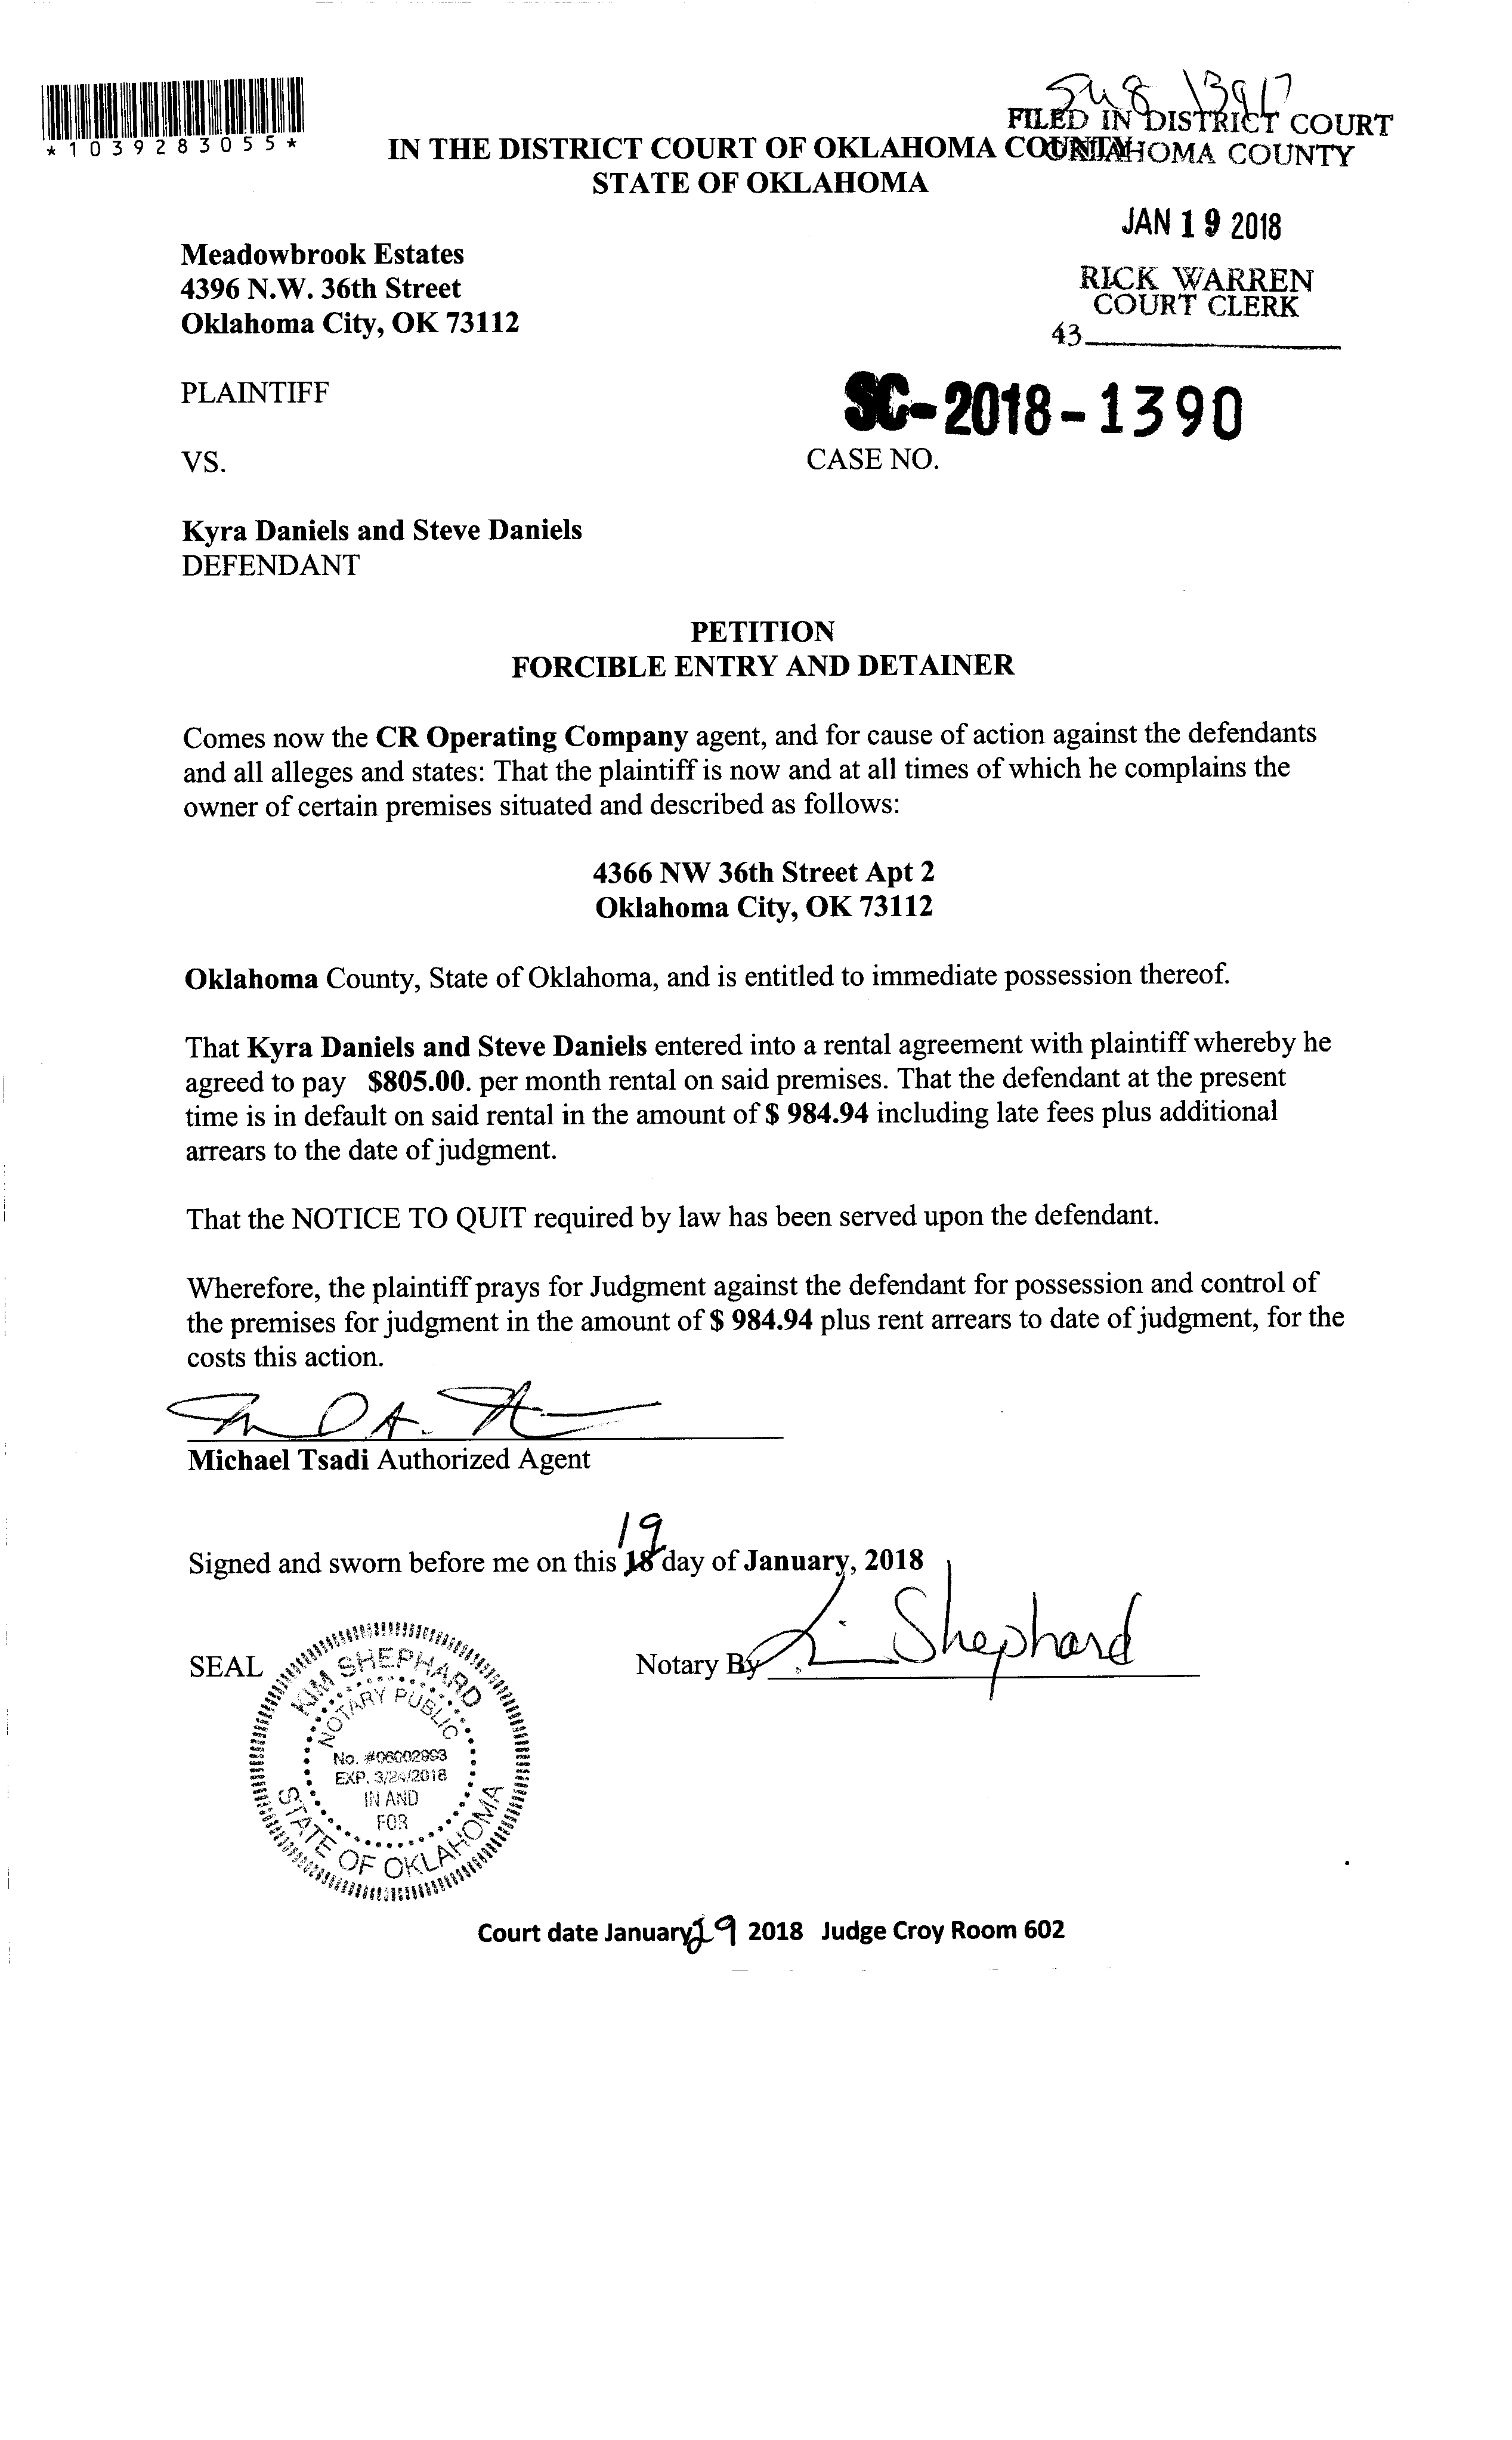 *1039283055*
FILED IN DISTRICT COURT
OKLAHOMA COUNTY
IN THE DISTRICT COURT OF OKLAHOMA COUNTY
STATE OF OKLAHOMA
JAN 19 2018
RICK WARREN
COURT CLERK
43
Meadowbrook Estates
4396 N.W. 36th Street
Oklahoma City, OK 73112
PLAINTIFF
SC-2018-1390
VS.
CASE NO.
Kyra Daniels and Steve Daniels
DEFENDANT
PETITION
FORCIBLE ENTRY AND DETAINER
Comes now the CR Operating Company agent, and for cause of action against the defendants
and all alleges and states: That the plaintiff is now and at all times of which he complains the
owner of certain premises situated and described as follows:
4366 NW 36th Street Apt 2
Oklahoma City, OK 73112
Oklahoma County, State of Oklahoma, and is entitled to immediate possession thereof.
That Kyra Daniels and Steve Daniels entered into a rental agreement with plaintiff whereby he
agreed to pay $805.00. per month rental on said premises. That the defendant at the present
time is in default on said rental in the amount of $ 984.94 including late fees plus additional
arrears to the date of judgment.
That the NOTICE TO QUIT required by law has been served upon the defendant.
Wherefore, the plaintiff prays for Judgment against the defendant for possession and control of
the premises for judgment in the amount of $ 984.94 plus rent arrears to date of judgment, for the
costs this action.
Michael Tsadi Authorized Agent
19
Signed and sworn before me on this 18 day of January, 2018
SEAL
Notary By Shephard
KIM SHEPHARD
NOTARY PUBLIC
No. #06002993
EXP. 3/24/2018
IN AND
FOR
STATE OF OKLAHOMA
Court date January 29 2018 Judge Croy Room 602